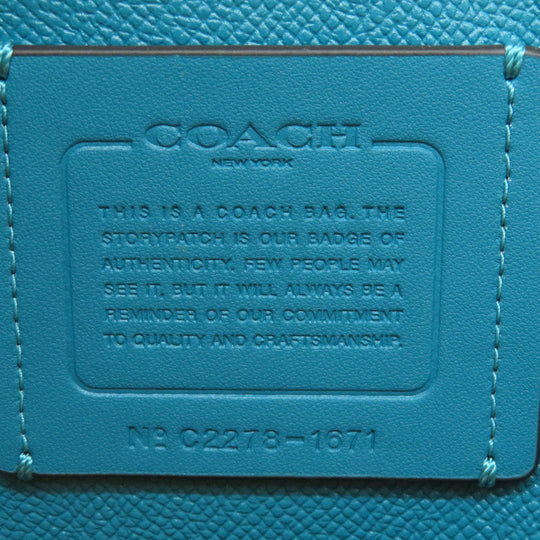 COACH
NEW YORK
THIS IS A COACH BAG. THE
STORYPATCH IS OUR BADGE OF
AUTHENTICITY. FEW PEOPLE MAY
SEE IT, BUT IT WILL ALWAYS BE A
REMINDER OF OUR COMMITMENT
TO QUALITY AND CRAFTSMANSHIP.
No C2278-1671